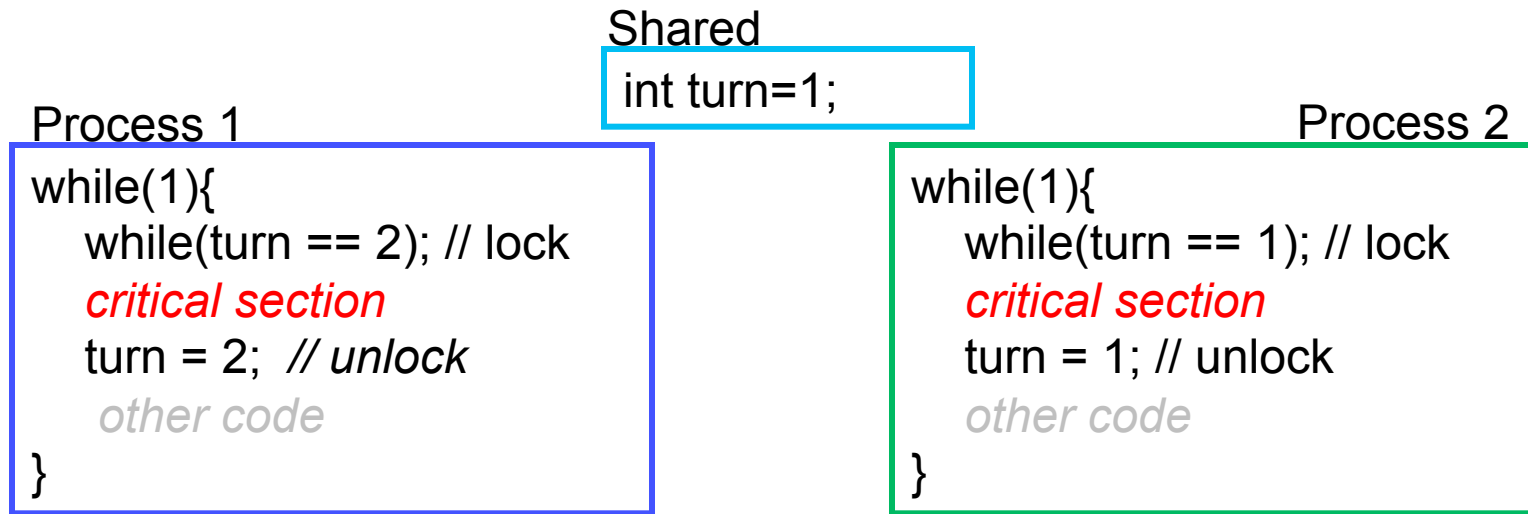 Shared
int turn=1;
Process 1
while(1){
while(turn == 2); // lock
critical section
turn = 2; // unlock
other code
}
Process 2
while(1){
while(turn == 1); // lock
critical section
turn = 1; // unlock
other code
}